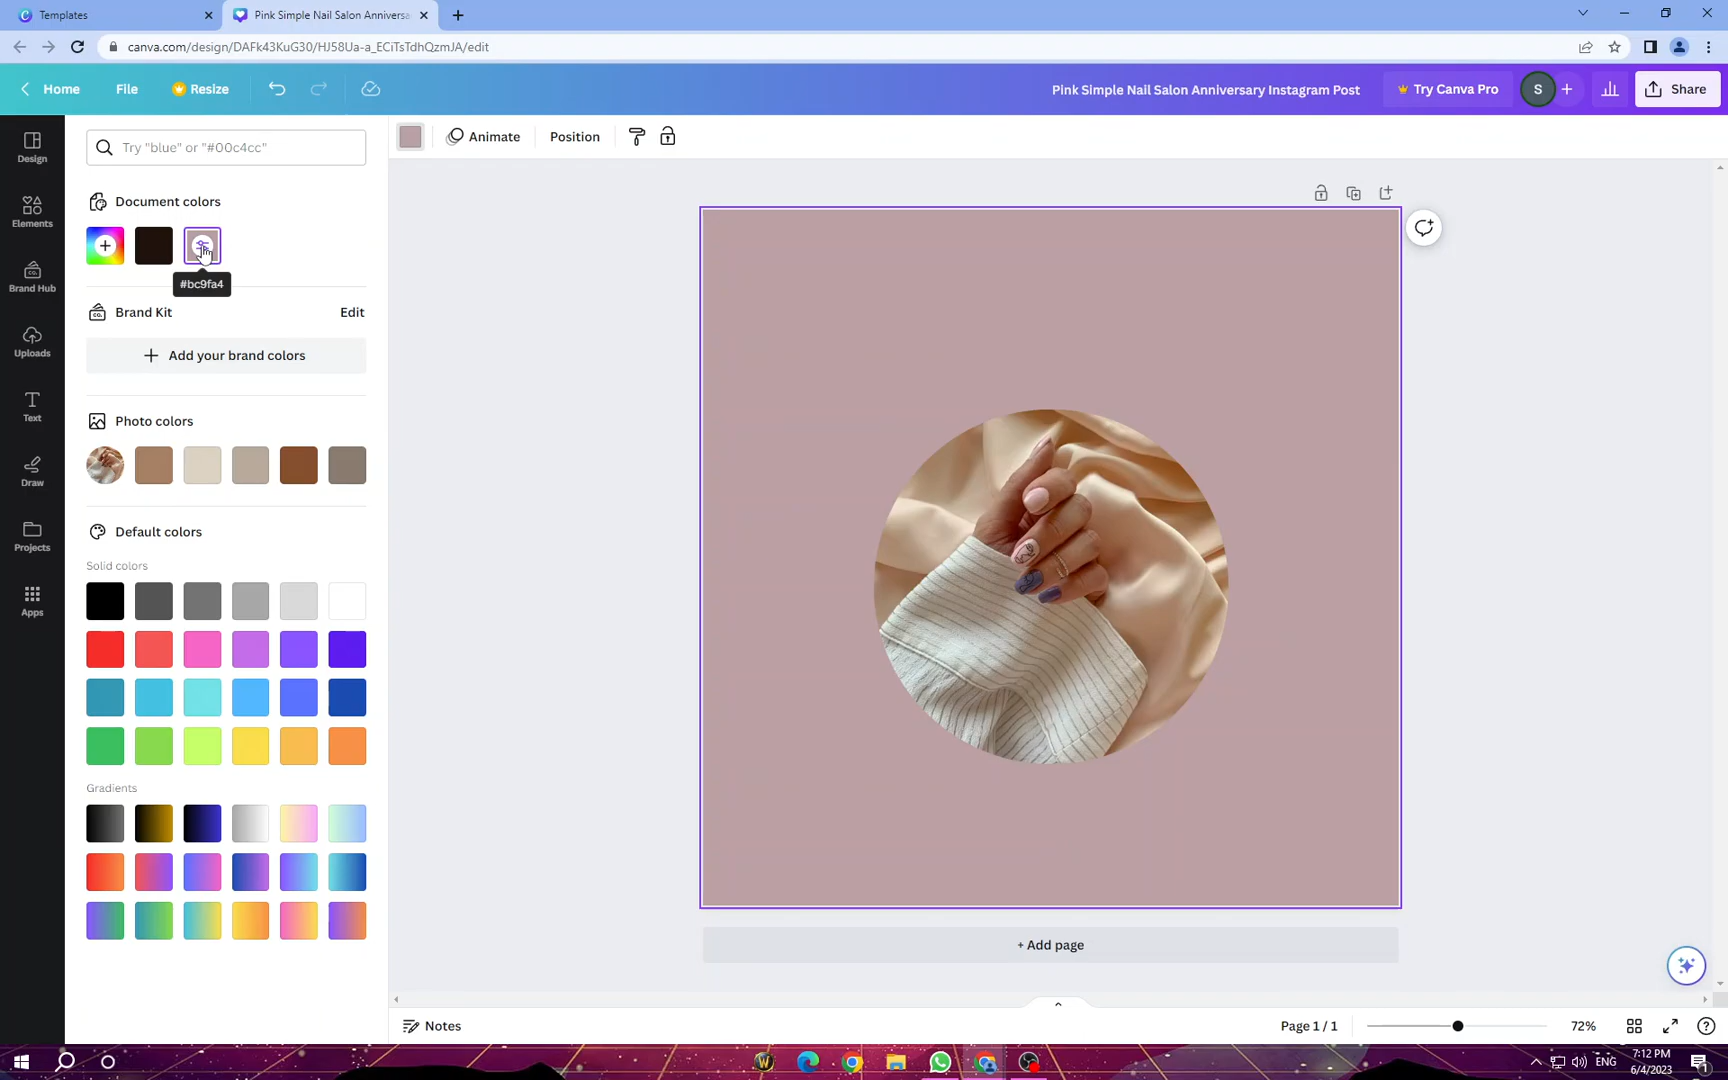 Templates
Pink Simple Nail Salon Anniversa
canva.com/design/DAFk43KuG30/HJ58Ua-a_ECiTsTdhQzmJA/edit
Home
File
Resize
Pink Simple Nail Salon Anniversary Instagram Post
Try Canva Pro
S
Share
Try "blue" or "#00c4cc"
Animate
Position
Design
Elements
Brand Hub
Uploads
Text
Draw
Projects
Apps
Document colors
#bc9fa4
Brand Kit
Edit
Add your brand colors
Photo colors
Default colors
Solid colors
Gradients
+ Add page
Notes
Page 1 / 1
72%
ENG
7:12 PM
6/4/2023